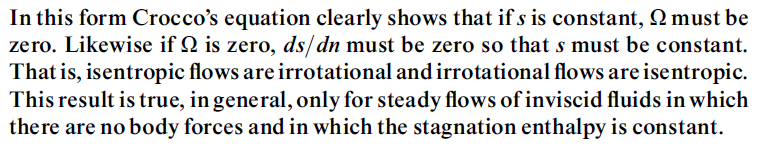 In this form Crocco’s equation clearly shows that if s is constant, Ω must be
zero. Likewise if Ω is zero, ds/dn must be zero so that s must be constant.
That is, isentropic flows are irrotational and irrotational flows are isentropic.
This result is true, in general, only for steady flows of inviscid fluids in which
there are no body forces and in which the stagnation enthalpy is constant.